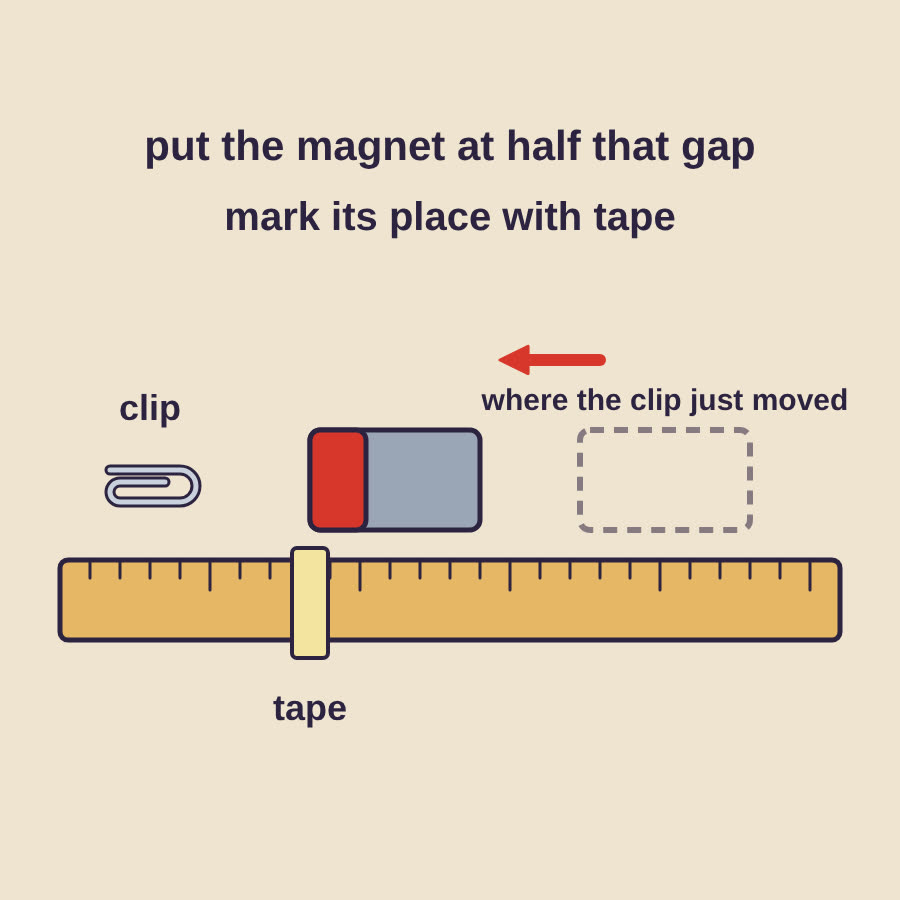 put the magnet at half that gap
mark its place with tape
where the clip just moved
clip
tape